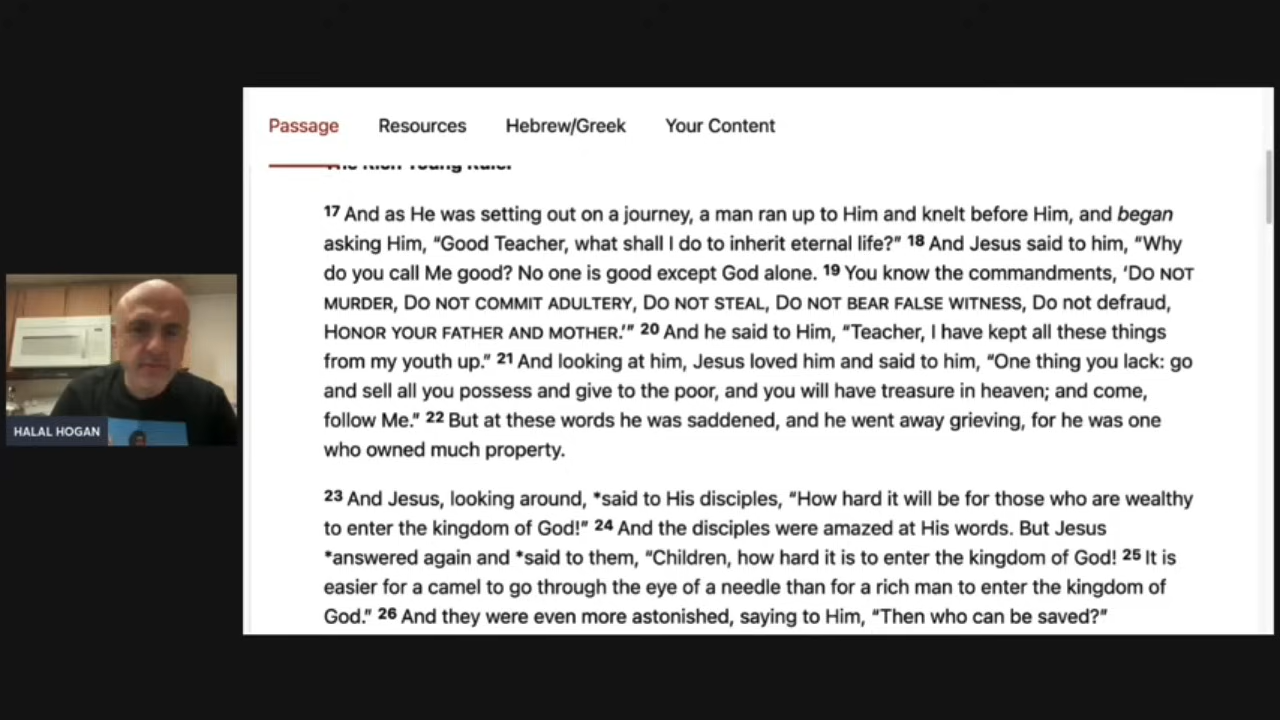 Passage Resources Hebrew/Greek Your Content
The Rich Young Ruler
17 And as He was setting out on a journey, a man ran up to Him and knelt before Him, and began
asking Him, “Good Teacher, what shall I do to inherit eternal life?” 18 And Jesus said to him, “Why
do you call Me good? No one is good except God alone. 19 You know the commandments, ‘DO NOT
MURDER, DO NOT COMMIT ADULTERY, DO NOT STEAL, DO NOT BEAR FALSE WITNESS, Do not defraud,
HONOR YOUR FATHER AND MOTHER.’” 20 And he said to Him, “Teacher, I have kept all these things
from my youth up.” 21 And looking at him, Jesus loved him and said to him, “One thing you lack: go
and sell all you possess and give to the poor, and you will have treasure in heaven; and come,
follow Me.” 22 But at these words he was saddened, and he went away grieving, for he was one
who owned much property.
23 And Jesus, looking around, *said to His disciples, “How hard it will be for those who are wealthy
to enter the kingdom of God!” 24 And the disciples were amazed at His words. But Jesus
*answered again and *said to them, “Children, how hard it is to enter the kingdom of God! 25 It is
easier for a camel to go through the eye of a needle than for a rich man to enter the kingdom of
God.” 26 And they were even more astonished, saying to Him, “Then who can be saved?”
HALAL HOGAN